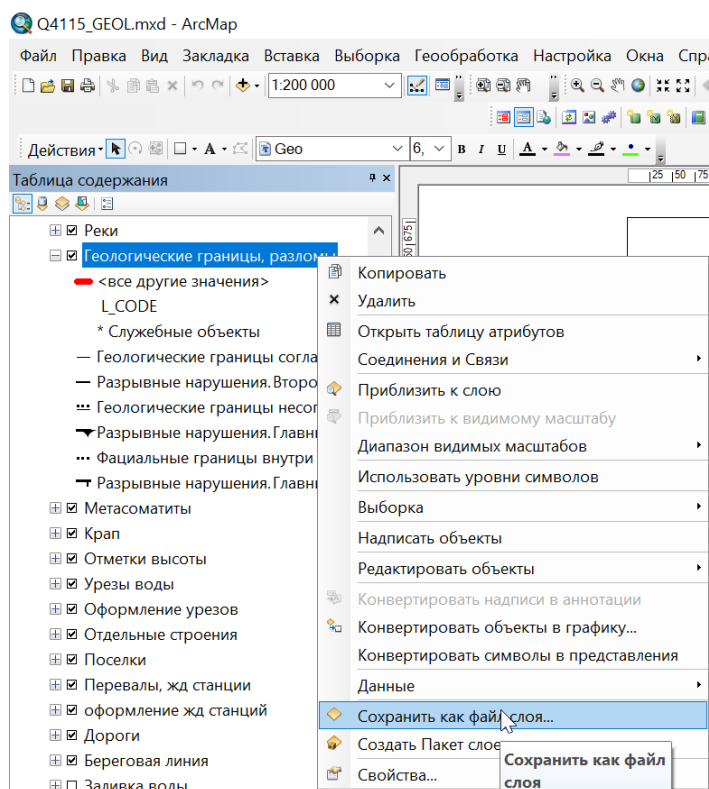 Q4115_GEOL.mxd - ArcMap
Файл Правка Вид Закладка Вставка Выборка Геообработка Настройка Окна Спра
1:200 000
Действия A Geo 6, B I U A
Таблица содержания
25 50 75
675
50
Реки
Геологические границы, разломы
<все другие значения>
L_CODE
* Служебные объекты
Геологические границы согла
Разрывные нарушения. Второ
Геологические границы несог
Разрывные нарушения. Главны
Фациальные границы внутри
Разрывные нарушения. Главны
Метасоматиты
Крап
Отметки высоты
Урезы воды
Оформление урезов
Отдельные строения
Поселки
Перевалы, жд станции
оформление жд станций
Дороги
Береговая линия
Заливка воды
Копировать
Удалить
Открыть таблицу атрибутов
Соединения и Связи
Приблизить к слою
Приблизить к видимому масштабу
Диапазон видимых масштабов
Использовать уровни символов
Выборка
Надписать объекты
Редактировать объекты
Конвертировать надписи в аннотации
Конвертировать объекты в графику...
Конвертировать символы в представления
Данные
Сохранить как файл слоя...
Создать Пакет слое
Свойства...
Сохранить как файл
слоя